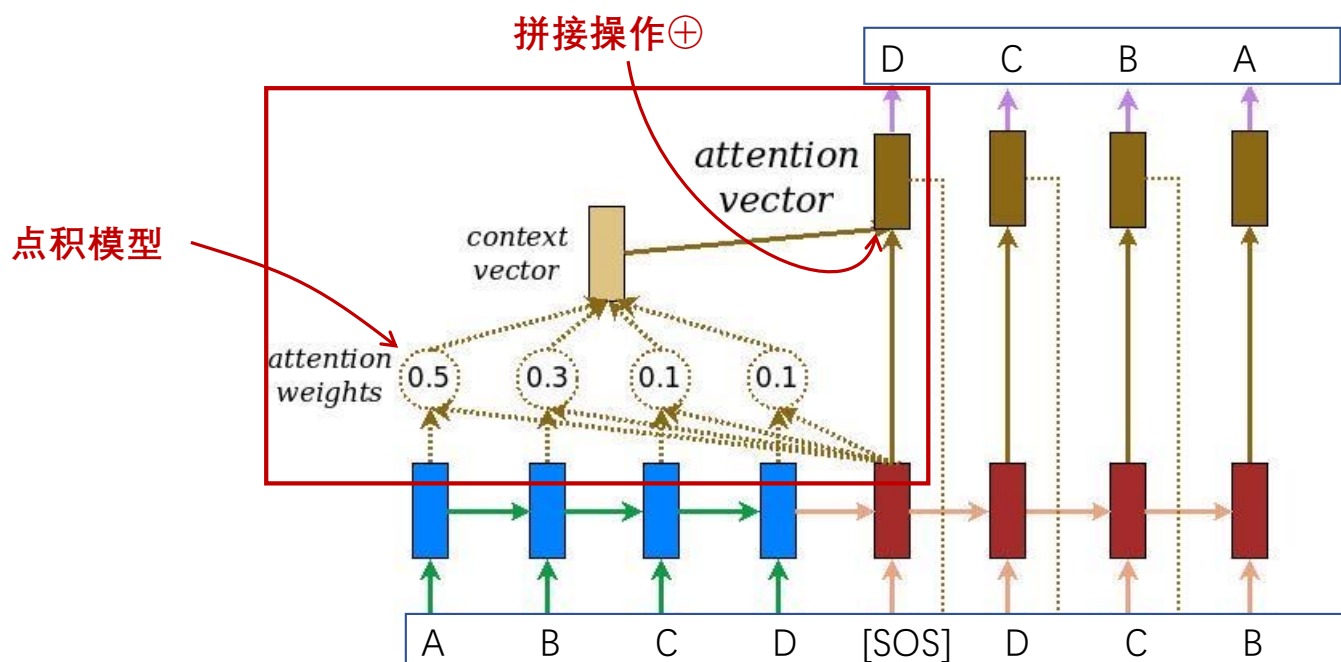 拼接操作⊕
D C B A
attention
vector
点积模型
context
vector
attention
weights
0.5 0.3 0.1 0.1
A B C D [SOS] D C B